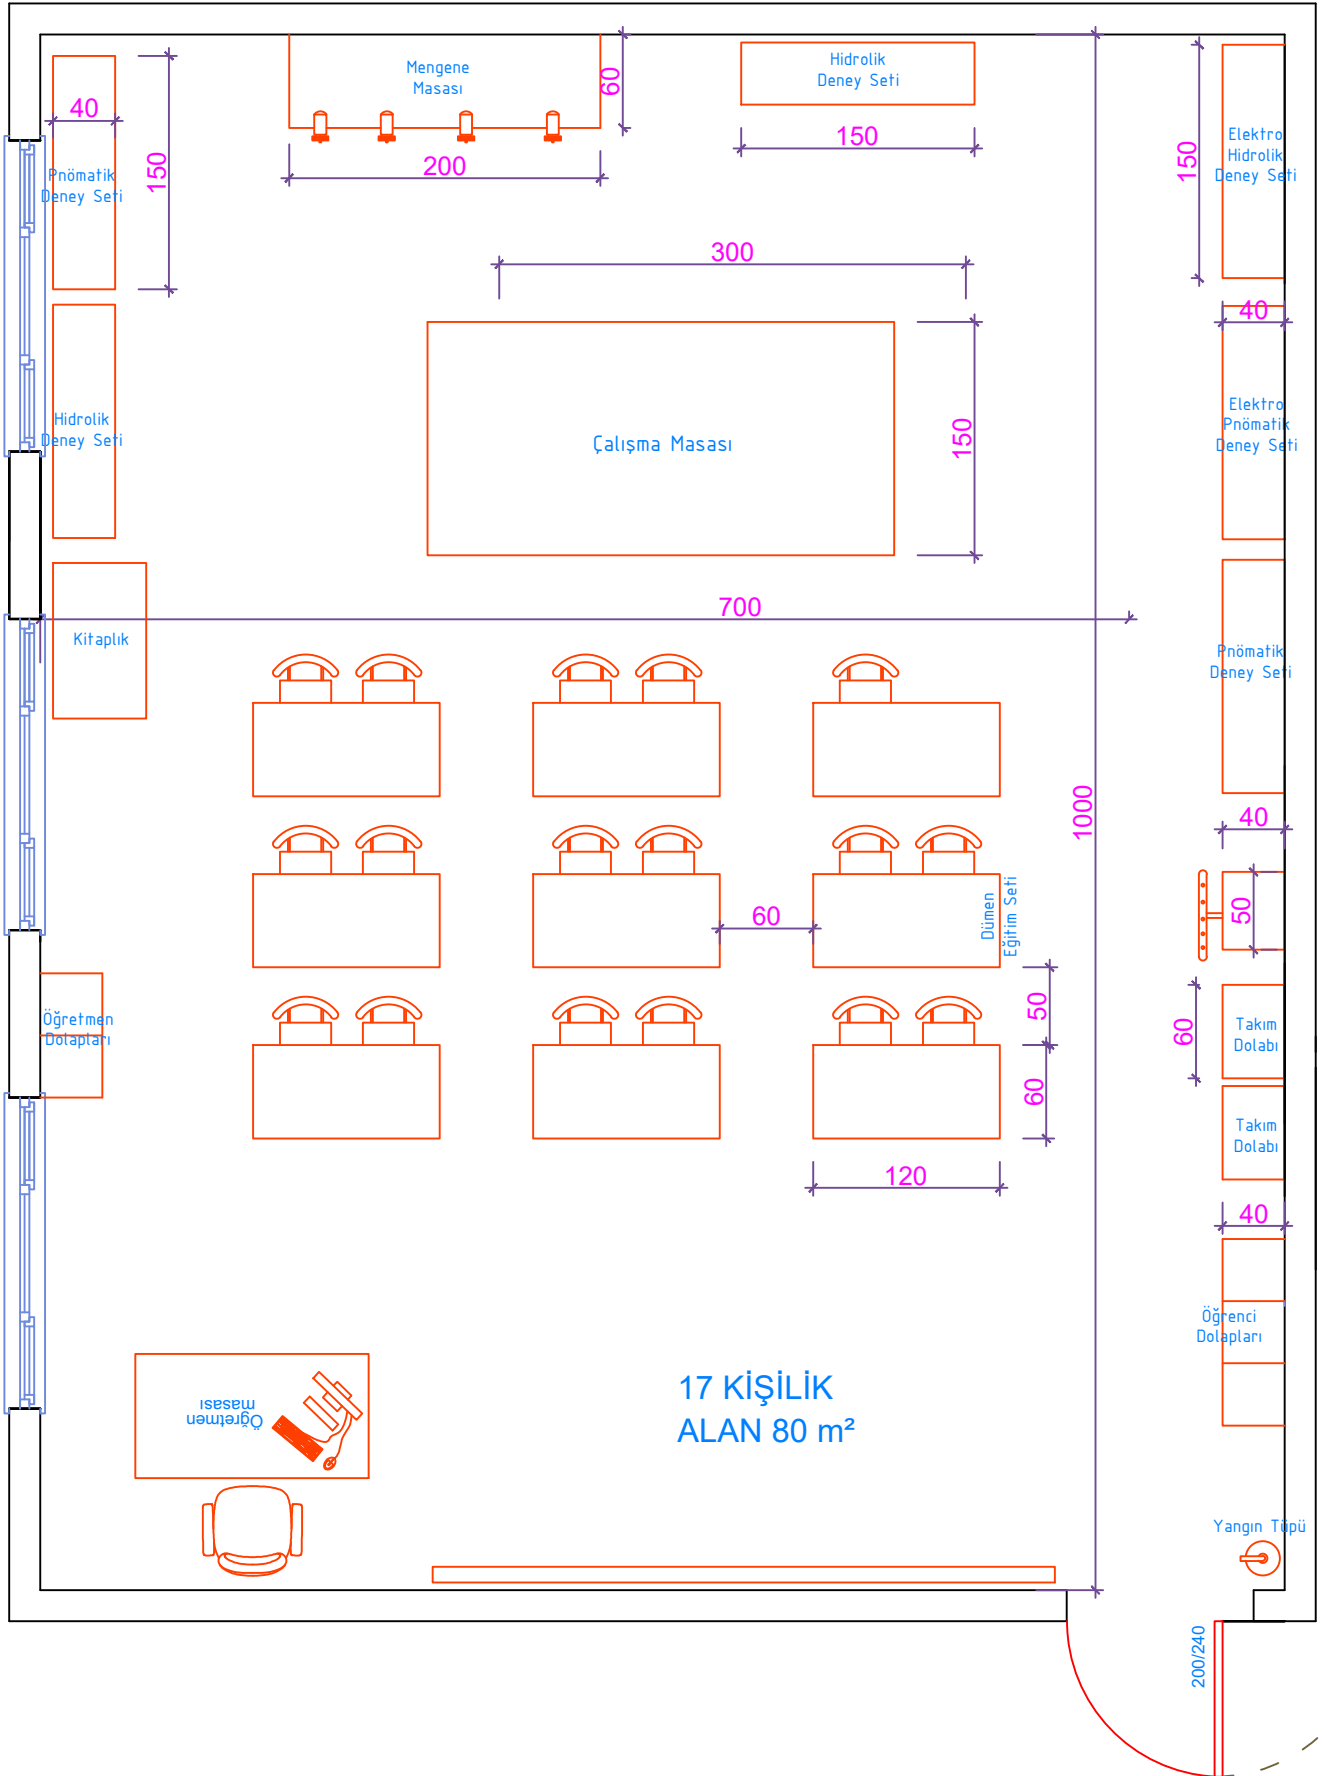 Mengene
Masası
60
Hidrolik
Deney Seti
150
200
40
150
Pnömatik
Deney Seti
150
Elektro
Hidrolik
Deney Seti
300
40
Hidrolik
Deney Seti
Çalışma Masası
150
Elektro
Pnömatik
Deney Seti
700
Kitaplık
Pnömatik
Deney Seti
1000
40
60
Dümen
Eğitim Seti
50
50
60
Öğretmen
Dolapları
60
Takım
Dolabı
Takım
Dolabı
120
40
Öğrenci
Dolapları
Öğretmen
masası
17 KİŞİLİK
ALAN 80 m²
Yangın Tüpü
200/240